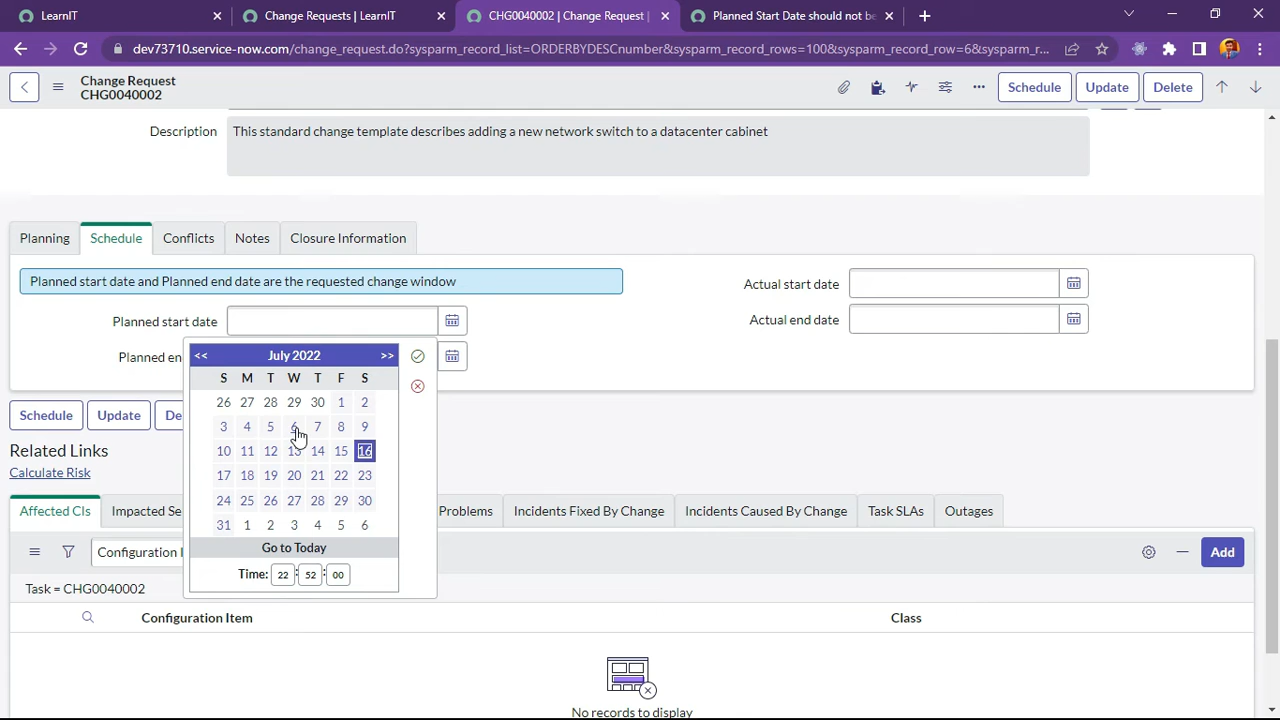 LearnIT
Change Requests | LearnIT
CHG0040002 | Change Request |
Planned Start Date should not be
dev73710.service-now.com/change_request.do?sysparm_record_list=ORDERBYDESCnumber&sysparm_record_rows=100&sysparm_record_row=6&sysparm_r...
Change Request
CHG0040002
Schedule
Update
Delete
Description
This standard change template describes adding a new network switch to a datacenter cabinet
Planning
Schedule
Conflicts
Notes
Closure Information
Planned start date and Planned end date are the requested change window
Actual start date
Planned start date
Actual end date
Planned en
<< July 2022 >>
S M T W T F S
26 27 28 29 30 1 2
3 4 5 6 7 8 9
10 11 12 13 14 15 16
17 18 19 20 21 22 23
24 25 26 27 28 29 30
31 1 2 3 4 5 6
Go to Today
Time: 22 : 52 : 00
Schedule
Update
De
Related Links
Calculate Risk
Affected CIs
Impacted Se
Problems
Incidents Fixed By Change
Incidents Caused By Change
Task SLAs
Outages
Configuration I
Add
Task = CHG0040002
Configuration Item
Class
No records to display